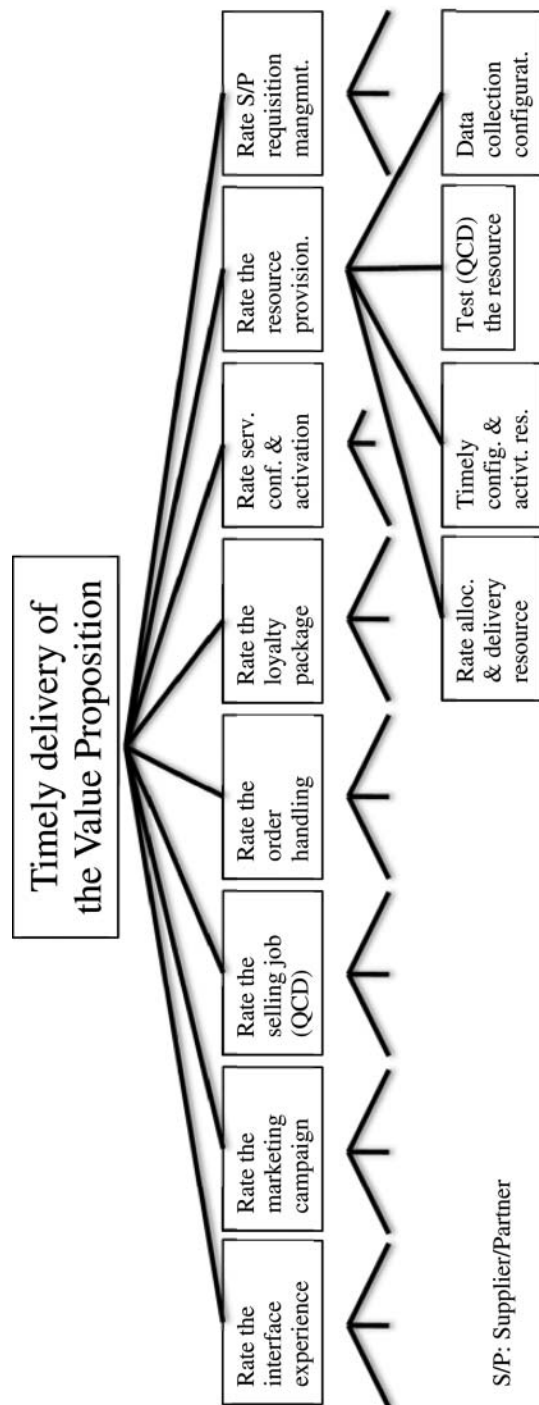 Timely delivery of
the Value Proposition
Rate the
interface
experience
Rate the
marketing
campaign
Rate the
selling job
(QCD)
Rate the
order
handling
Rate the
loyalty
package
Rate serv.
conf. &
activation
Rate the
resource
provision.
Rate S/P
requisition
mangmnt.
Rate alloc.
& delivery
resource
Timely
config. &
activt. res.
Test (QCD)
the resource
Data
collection
configurat.
S/P: Supplier/Partner